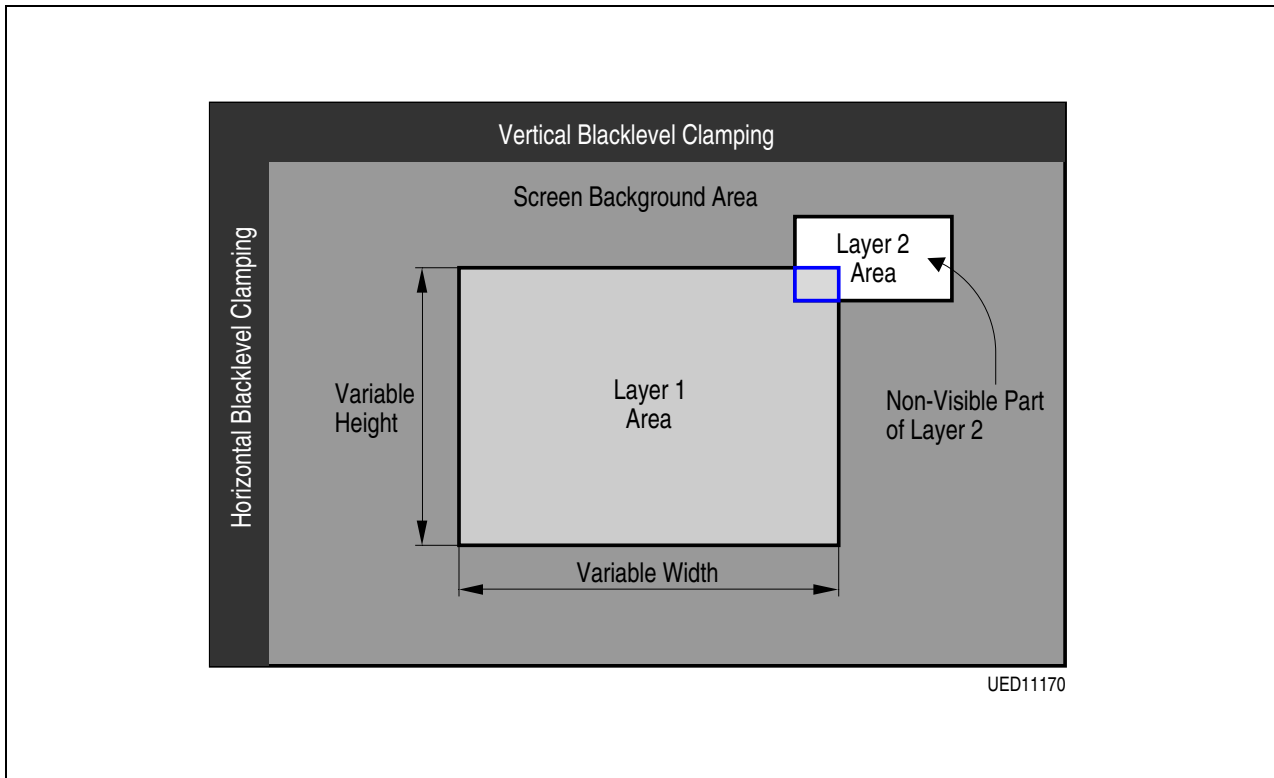 Vertical Blacklevel Clamping
Screen Background Area
Horizontal Blacklevel Clamping
Layer 2
Area
Variable
Height
Layer 1
Area
Non-Visible Part
of Layer 2
Variable Width
UED11170